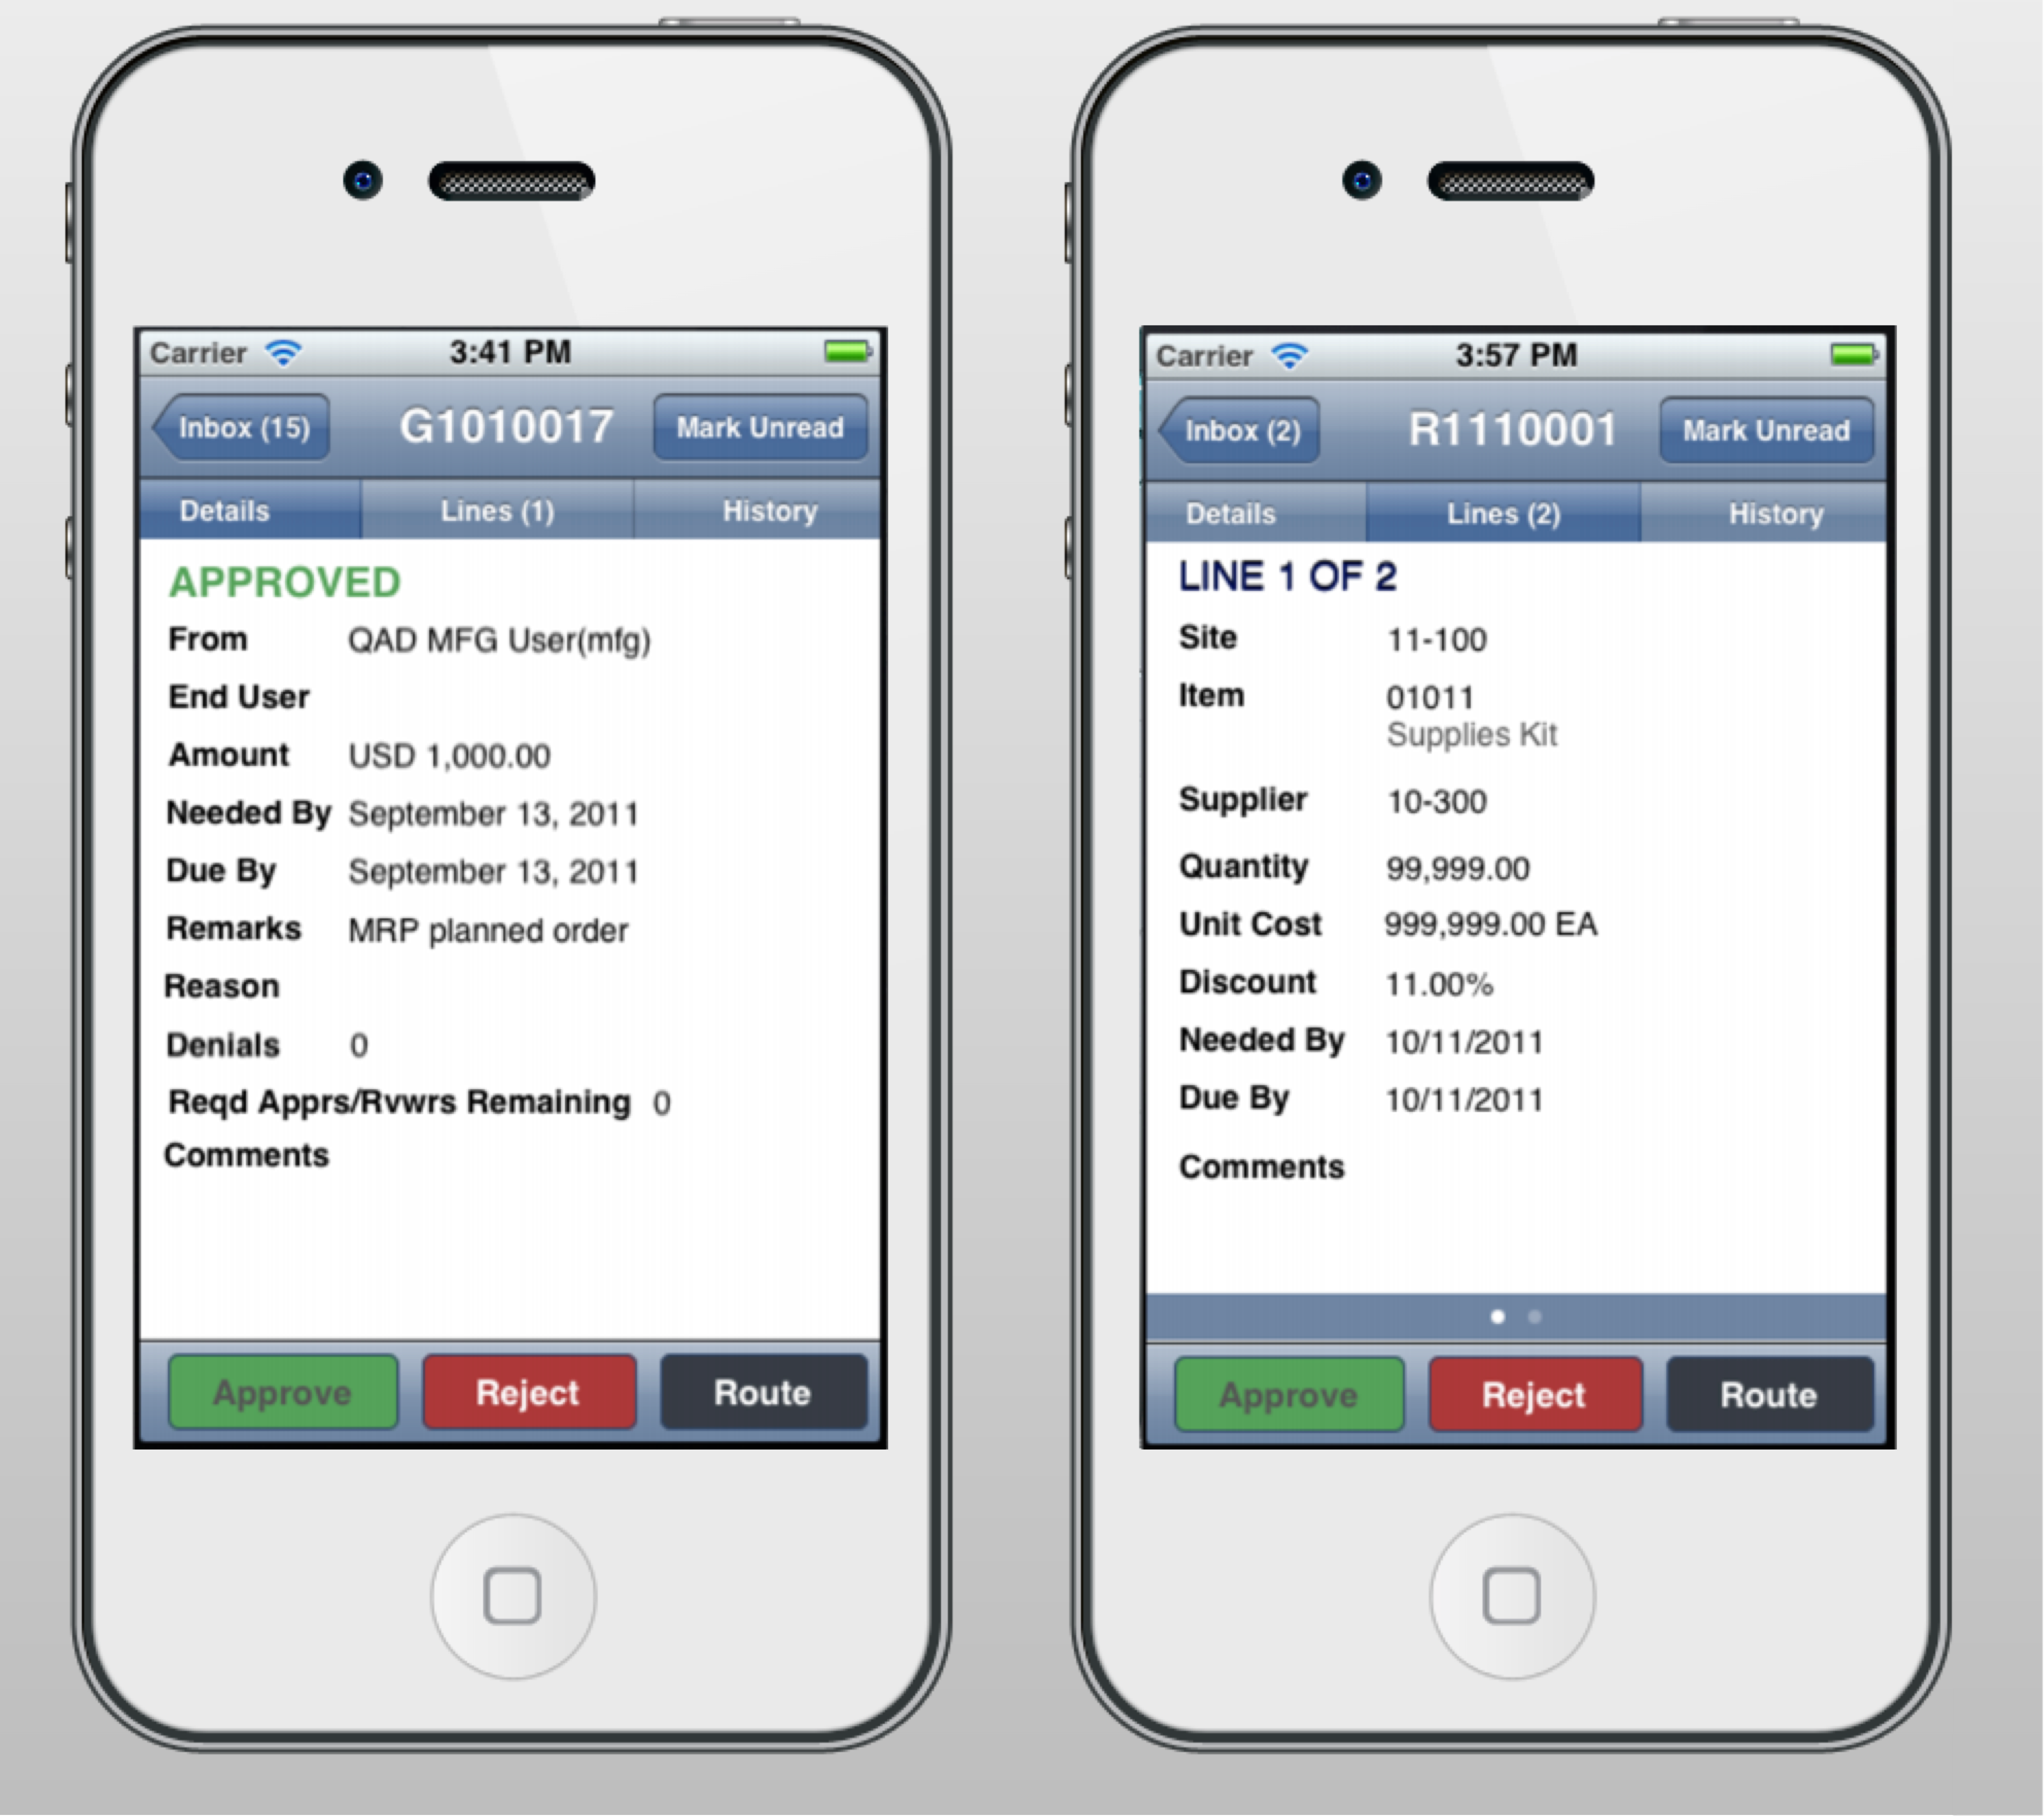 Carrier 3:41 PM
Inbox (15) G1010017 Mark Unread
Details Lines (1) History
APPROVED
From QAD MFG User(mfg)
End User
Amount USD 1,000.00
Needed By September 13, 2011
Due By September 13, 2011
Remarks MRP planned order
Reason
Denials 0
Reqd Apprs/Rvwrs Remaining 0
Comments
Approve Reject Route
Carrier 3:57 PM
Inbox (2) R1110001 Mark Unread
Details Lines (2) History
LINE 1 OF 2
Site 11-100
Item 01011
Supplies Kit
Supplier 10-300
Quantity 99,999.00
Unit Cost 999,999.00 EA
Discount 11.00%
Needed By 10/11/2011
Due By 10/11/2011
Comments
Approve Reject Route